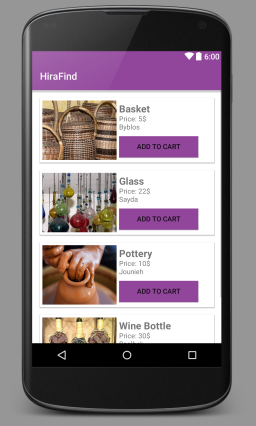 6:00
HiraFind
Basket
Price: 5$
Byblos
ADD TO CART
Glass
Price: 22$
Sayda
ADD TO CART
Pottery
Price: 10$
Jounieh
ADD TO CART
Wine Bottle
Price: 30$